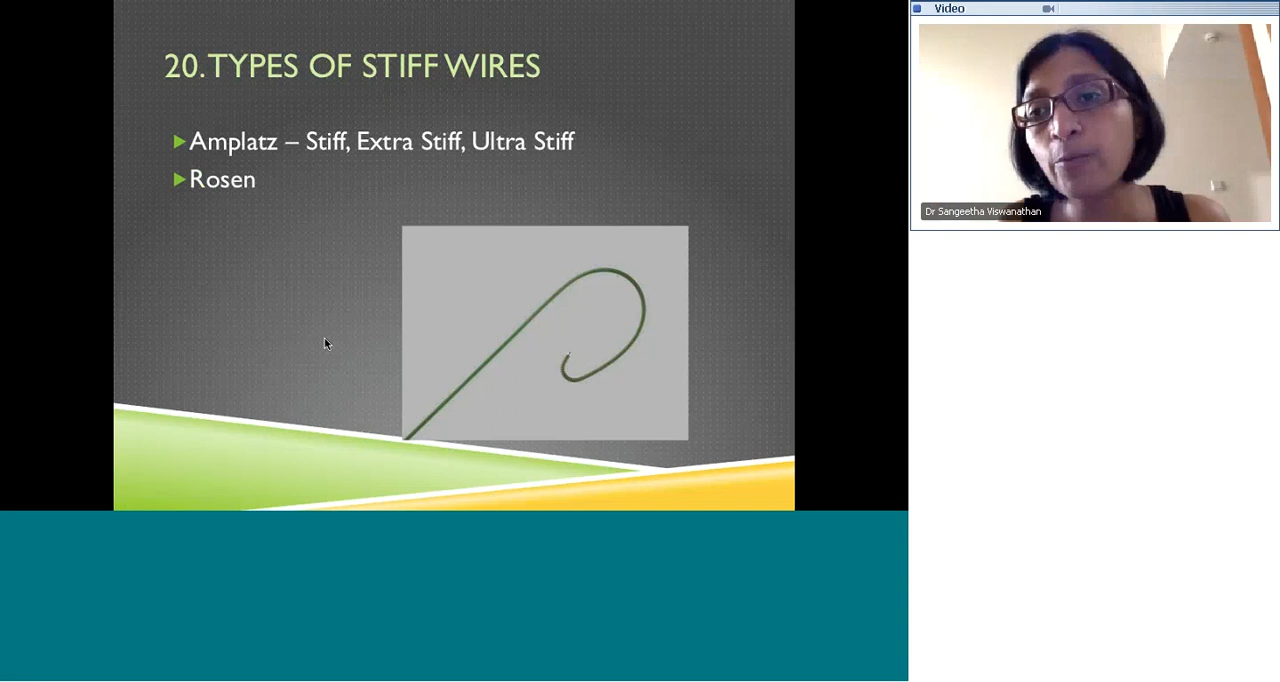 20. TYPES OF STIFF WIRES
Amplatz – Stiff, Extra Stiff, Ultra Stiff
Rosen
Video
Dr Sangeetha Viswanathan